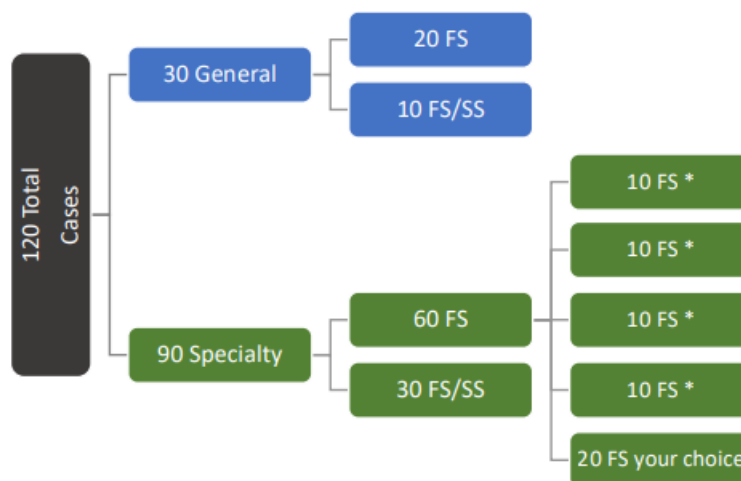 120 Total
Cases
30 General
20 FS
10 FS/SS
90 Specialty
60 FS
30 FS/SS
10 FS *
10 FS *
10 FS *
10 FS *
20 FS your choice